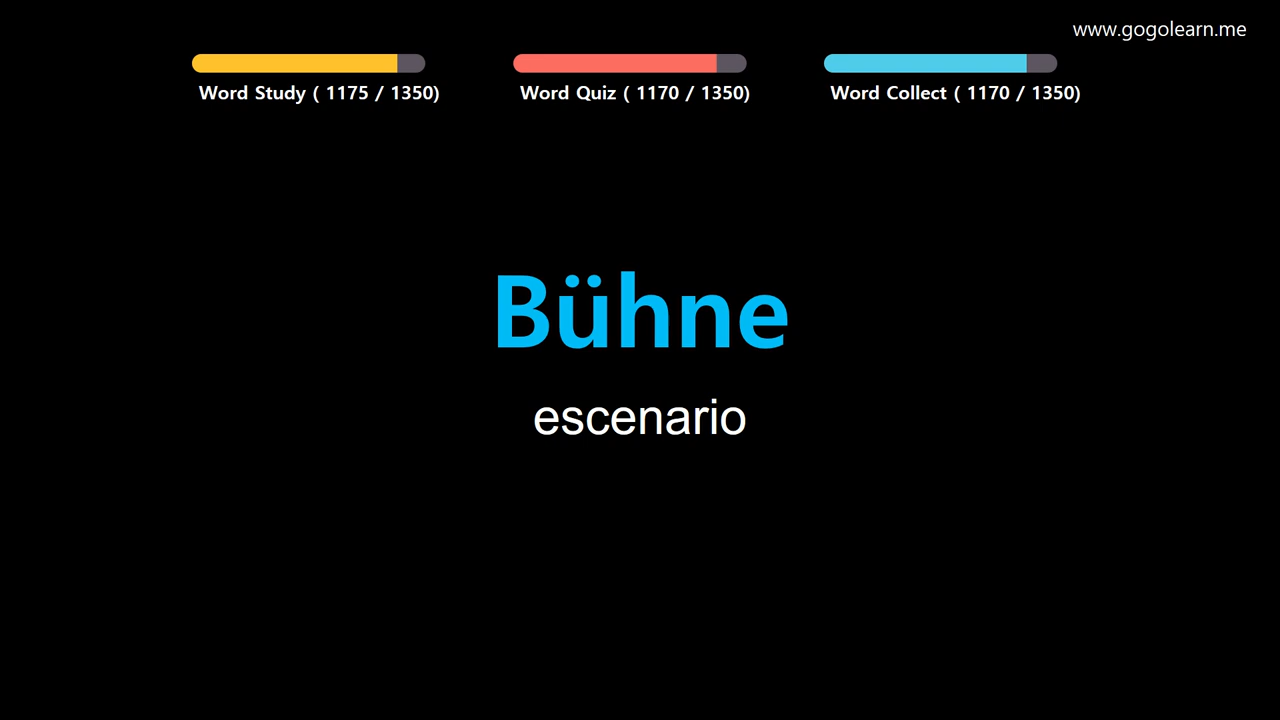 www.gogolearn.me
Word Study ( 1175 / 1350)
Word Quiz ( 1170 / 1350)
Word Collect ( 1170 / 1350)
Bühne
escenario